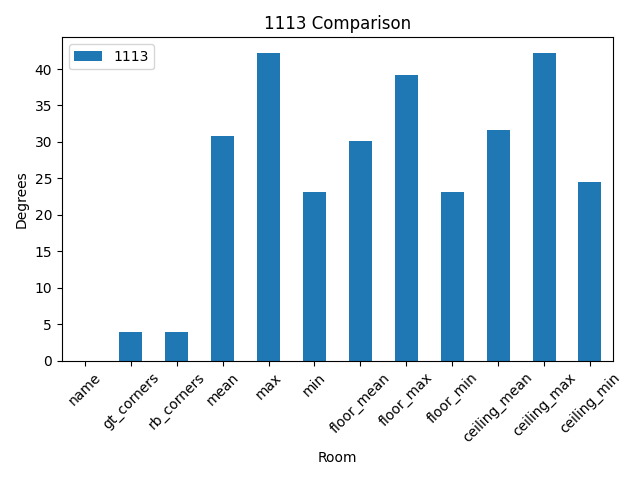 1113 Comparison
1113
Degrees
40
35
30
25
20
15
10
5
0
name
gt_corners
rb_corners
mean
max
min
floor_mean
floor_max
floor_min
ceiling_mean
ceiling_max
ceiling_min
Room